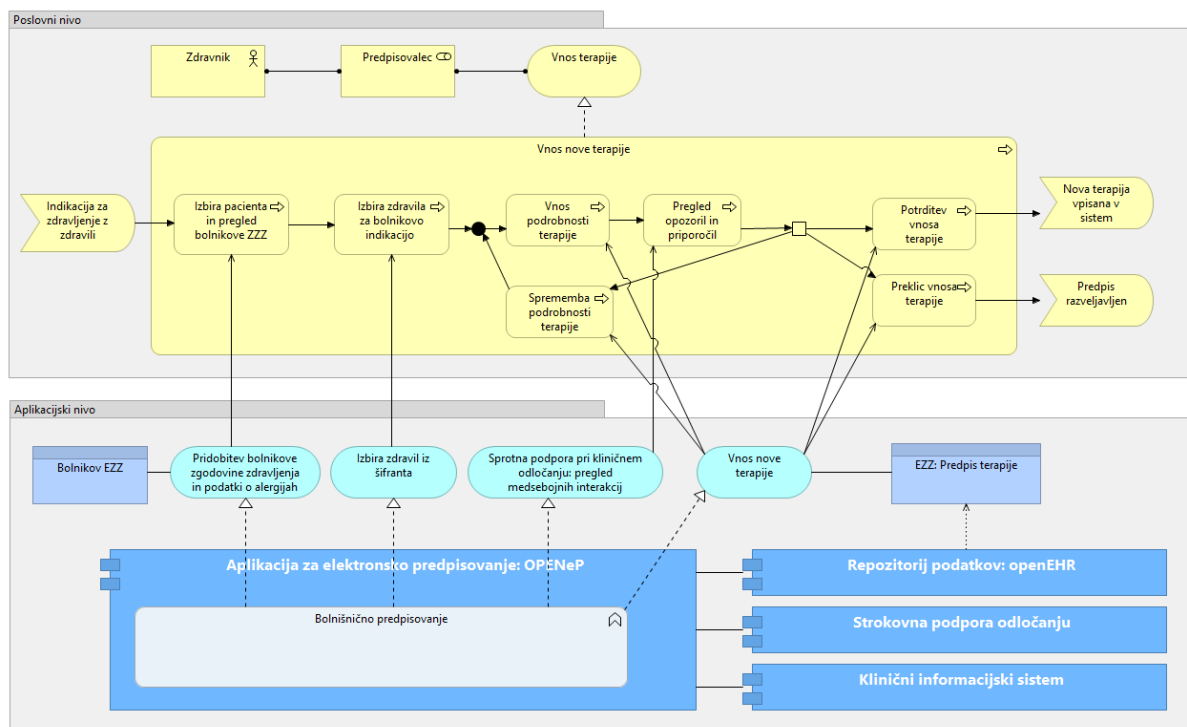 Poslovni nivo
Zdravnik
Predpisovalec
Vnos terapije
Vnos nove terapije
Indikacija za
zdravljenje z
zdravili
Izbira pacienta
in pregled
bolnikove ZZZ
Izbira zdravila
za bolnikovo
indikacijo
Vnos
podrobnosti
terapije
Pregled
opozoril in
priporočil
Potrditev
vnosa
terapije
Nova terapija
vpisana v
sistem
Sprememba
podrobnosti
terapije
Preklic vnosa
terapije
Predpis
razveljavljen
Aplikacijski nivo
Bolnikov EZZ
Pridobitev bolnikove
zgodovine zdravljenja
in podatki o alergijah
Izbira zdravil iz
šifranta
Sprotna podpora pri kliničnem
odločanju: pregled
medsebojnih interakcij
Vnos nove
terapije
EZZ: Predpis terapije
Aplikacija za elektronsko predpisovanje: OPENeP
Bolnišnično predpisovanje
Repozitorij podatkov: openEHR
Strokovna podpora odločanju
Klinični informacijski sistem